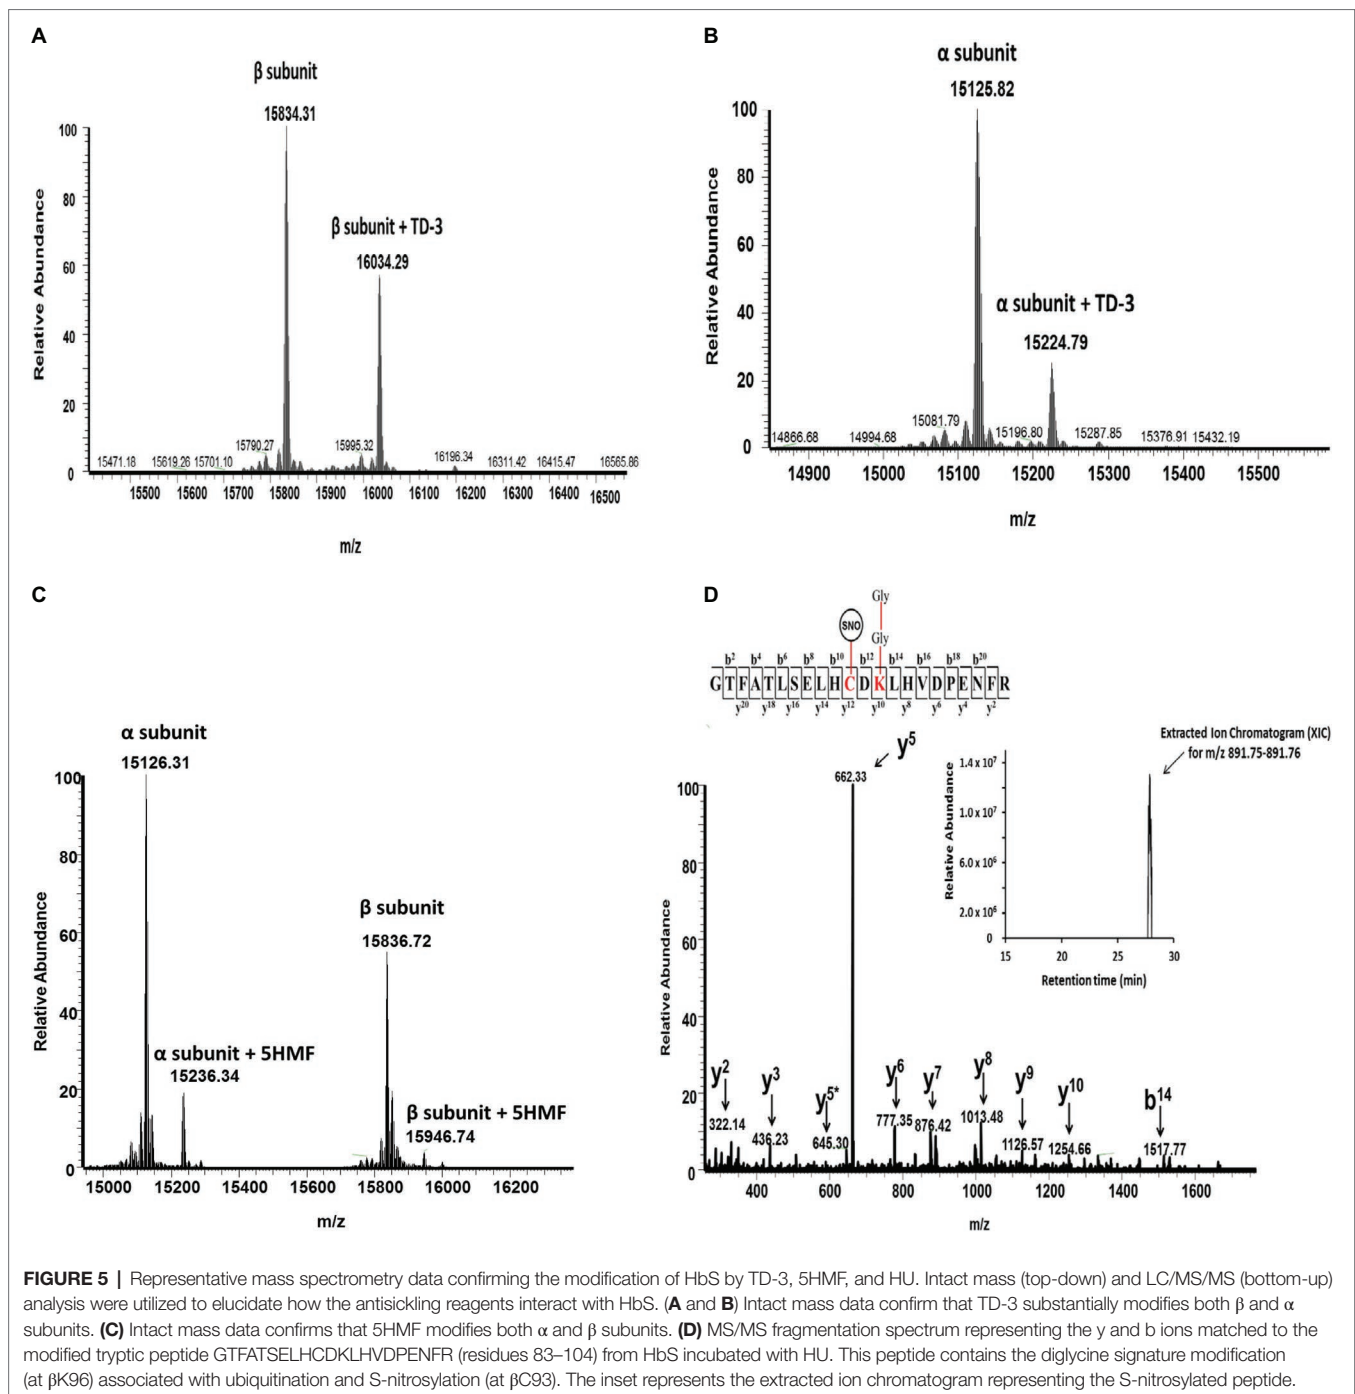 A
β subunit
15834.31
β subunit + TD-3
16034.29
Relative Abundance
100
80
60
40
20
0
15471.18
15619.26
15701.10
15790.27
15995.32
16196.34
16311.42
16415.47
16565.86
15500 15600 15700 15800 15900 16000 16100 16200 16300 16400 16500
m/z
B
α subunit
15125.82
α subunit + TD-3
15224.79
Relative Abundance
100
80
60
40
20
0
14866.68
14994.68
15081.79
15196.80
15287.85
15376.91
15432.19
14900 15000 15100 15200 15300 15400 15500
m/z
C
α subunit
15126.31
α subunit + 5HMF
15236.34
β subunit
15836.72
β subunit + 5HMF
15946.74
Relative Abundance
100
80
60
40
20
0
15000 15200 15400 15600 15800 16000 16200
m/z
D
Gly
SNO
Gly
b2 b4 b6 b8 b10 b12 b14 b16 b18 b20
GTFATLSELHCDKLHVDPENFR
y20 y18 y16 y14 y12 y10 y8 y6 y4 y2
y5
662.33
Relative Abundance
100
80
60
40
20
0
y2
322.14
y3
436.23
y5*
645.30
y6
777.35
y7
876.42
y8
1013.48
y9
1126.57
y10
1254.66
b14
1517.77
400 600 800 1000 1200 1400 1600
m/z
Extracted Ion Chromatogram (XIC)
for m/z 891.75-891.76
Relative Abundance
1.4 x 10⁷
1.0 x 10⁷
6.0 x 10⁶
2.0 x 10⁶
0
15 20 25 30
Retention time (min)
FIGURE 5 | Representative mass spectrometry data confirming the modification of HbS by TD-3, 5HMF, and HU. Intact mass (top-down) and LC/MS/MS (bottom-up)
analysis were utilized to elucidate how the antisickling reagents interact with HbS. (A and B) Intact mass data confirm that TD-3 substantially modifies both β and α
subunits. (C) Intact mass data confirms that 5HMF modifies both α and β subunits. (D) MS/MS fragmentation spectrum representing the y and b ions matched to the
modified tryptic peptide GTFATSELHCDKLHVDPENFR (residues 83–104) from HbS incubated with HU. This peptide contains the diglycine signature modification
(at βK96) associated with ubiquitination and S-nitrosylation (at βC93). The inset represents the extracted ion chromatogram representing the S-nitrosylated peptide.